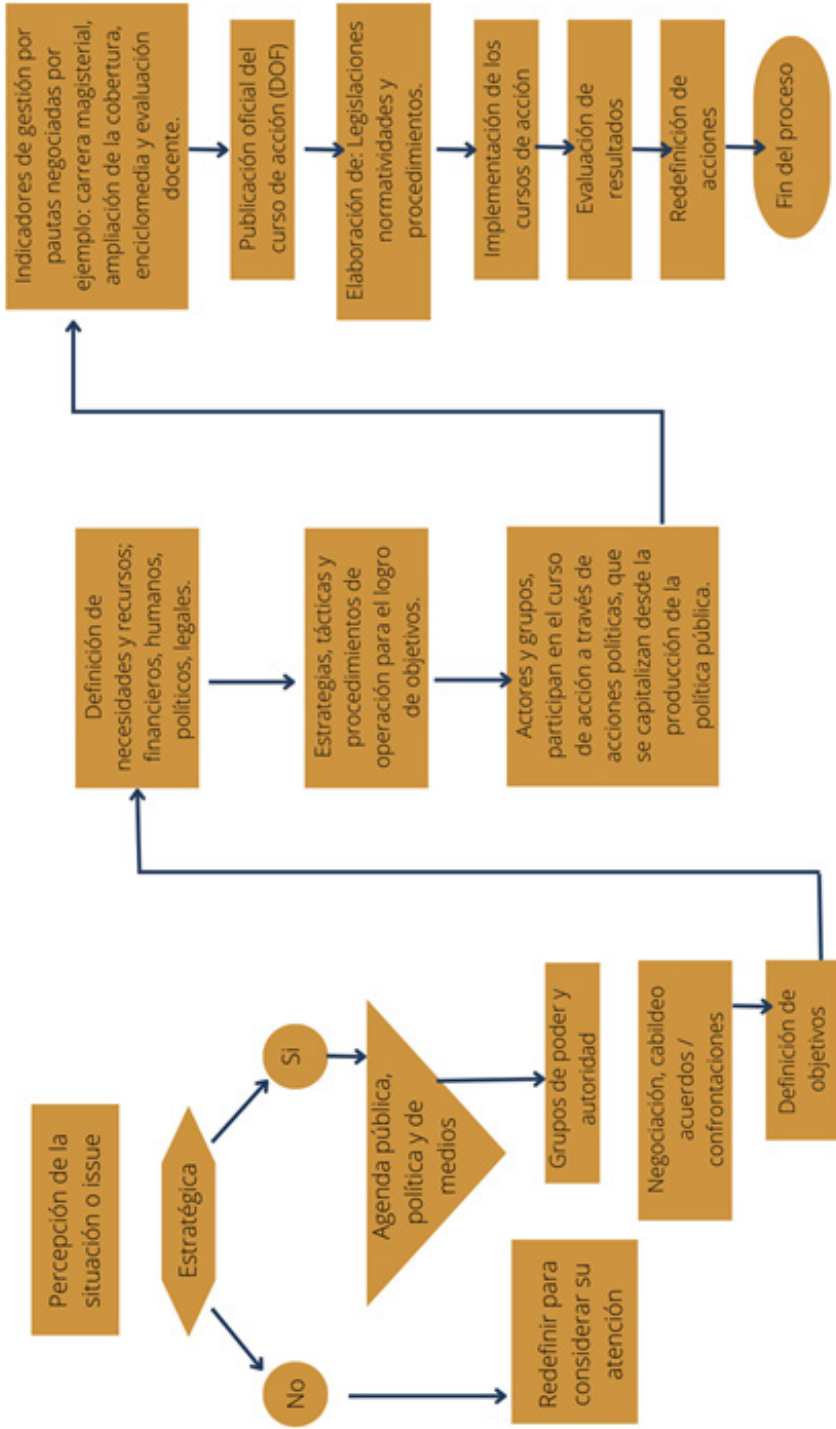 Percepción de la
situación o issue
Estratégica
No
Si
Redefinir para
considerar su
atención
Agenda pública,
política y de
medios
Grupos de poder y
autoridad
Negociación, cabildeo
acuerdos /
confrontaciones
Definición de
objetivos
Definición de
necesidades y recursos;
financieros, humanos,
políticos, legales.
Estrategias, tácticas y
procedimientos de
operación para el logro
de objetivos.
Actores y grupos,
participan en el curso
de acción a través de
acciones políticas, que
se capitalizan desde la
producción de la
política pública.
Indicadores de gestión por
pautas negociadas por
ejemplo: carrera magisterial,
ampliación de la cobertura,
enciclomedia y evaluación
docente.
Publicación oficial del
curso de acción (DOF)
Elaboración de: Legislaciones
normatividades y
procedimientos.
Implementación de los
cursos de acción
Evaluación de
resultados
Redefinición de
acciones
Fin del proceso